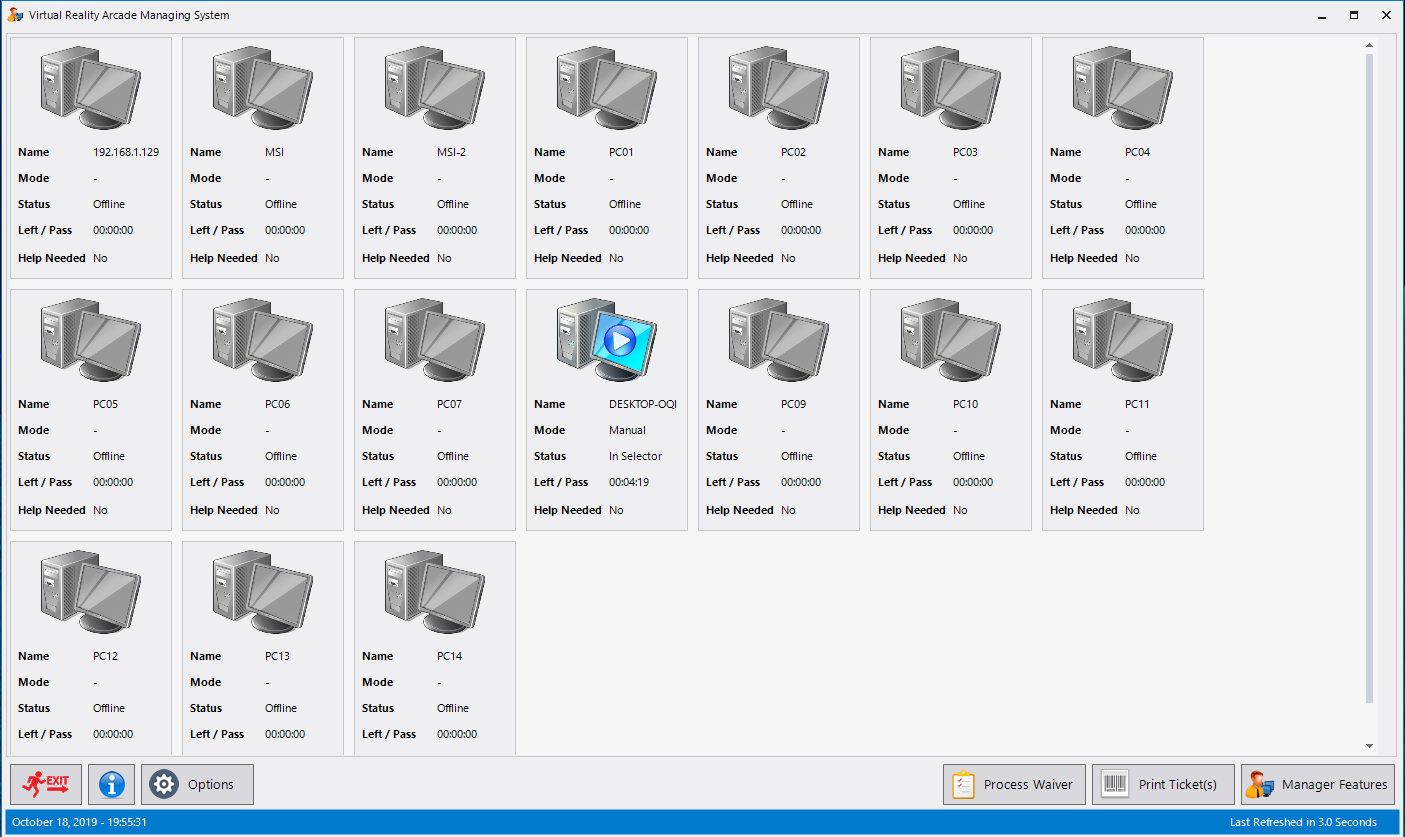 Virtual Reality Arcade Managing System
Name 192.168.1.129 Name MSI Name MSI-2 Name PC01 Name PC02 Name PC03 Name PC04
Mode - Mode - Mode - Mode - Mode - Mode - Mode -
Status Offline Status Offline Status Offline Status Offline Status Offline Status Offline Status Offline
Left / Pass 00:00:00 Left / Pass 00:00:00 Left / Pass 00:00:00 Left / Pass 00:00:00 Left / Pass 00:00:00 Left / Pass 00:00:00 Left / Pass 00:00:00
Help Needed No Help Needed No Help Needed No Help Needed No Help Needed No Help Needed No Help Needed No
Name PC05 Name PC06 Name PC07 Name DESKTOP-OQI Name PC09 Name PC10 Name PC11
Mode - Mode - Mode - Mode Manual Mode - Mode - Mode -
Status Offline Status Offline Status Offline Status In Selector Status Offline Status Offline Status Offline
Left / Pass 00:00:00 Left / Pass 00:00:00 Left / Pass 00:00:00 Left / Pass 00:04:19 Left / Pass 00:00:00 Left / Pass 00:00:00 Left / Pass 00:00:00
Help Needed No Help Needed No Help Needed No Help Needed No Help Needed No Help Needed No Help Needed No
Name PC12 Name PC13 Name PC14
Mode - Mode - Mode -
Status Offline Status Offline Status Offline
Left / Pass 00:00:00 Left / Pass 00:00:00 Left / Pass 00:00:00
EXIT Options Process Waiver Print Ticket(s) Manager Features
October 18, 2019 - 19:55:31 Last Refreshed in 3.0 Seconds